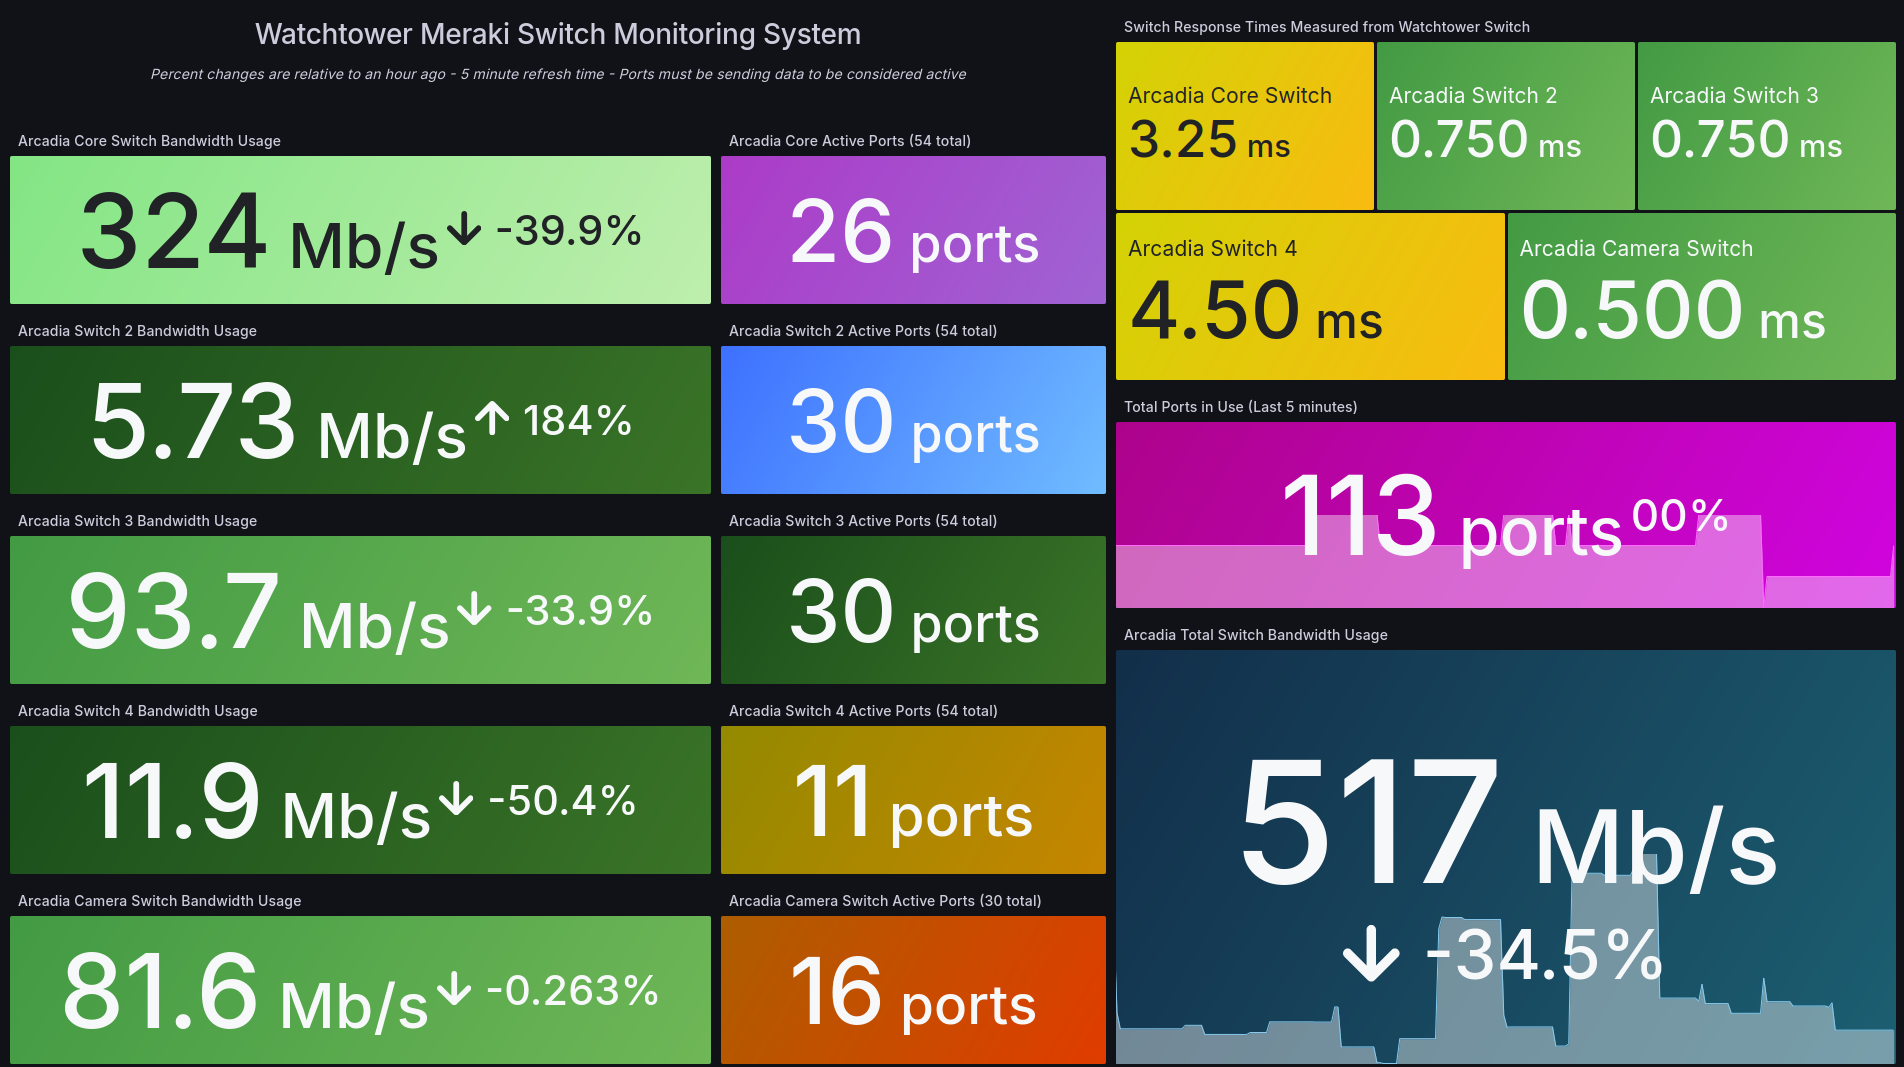 Watchtower Meraki Switch Monitoring System
Percent changes are relative to an hour ago - 5 minute refresh time - Ports must be sending data to be considered active
Arcadia Core Switch Bandwidth Usage
324 Mb/s ↓ -39.9%
Arcadia Core Active Ports (54 total)
26 ports
Arcadia Switch 2 Bandwidth Usage
5.73 Mb/s ↑ 184%
Arcadia Switch 2 Active Ports (54 total)
30 ports
Arcadia Switch 3 Bandwidth Usage
93.7 Mb/s ↓ -33.9%
Arcadia Switch 3 Active Ports (54 total)
30 ports
Arcadia Switch 4 Bandwidth Usage
11.9 Mb/s ↓ -50.4%
Arcadia Switch 4 Active Ports (54 total)
11 ports
Arcadia Camera Switch Bandwidth Usage
81.6 Mb/s ↓ -0.263%
Arcadia Camera Switch Active Ports (30 total)
16 ports
Switch Response Times Measured from Watchtower Switch
Arcadia Core Switch
3.25 ms
Arcadia Switch 2
0.750 ms
Arcadia Switch 3
0.750 ms
Arcadia Switch 4
4.50 ms
Arcadia Camera Switch
0.500 ms
Total Ports in Use (Last 5 minutes)
113 ports 00%
Arcadia Total Switch Bandwidth Usage
517 Mb/s
↓ -34.5%